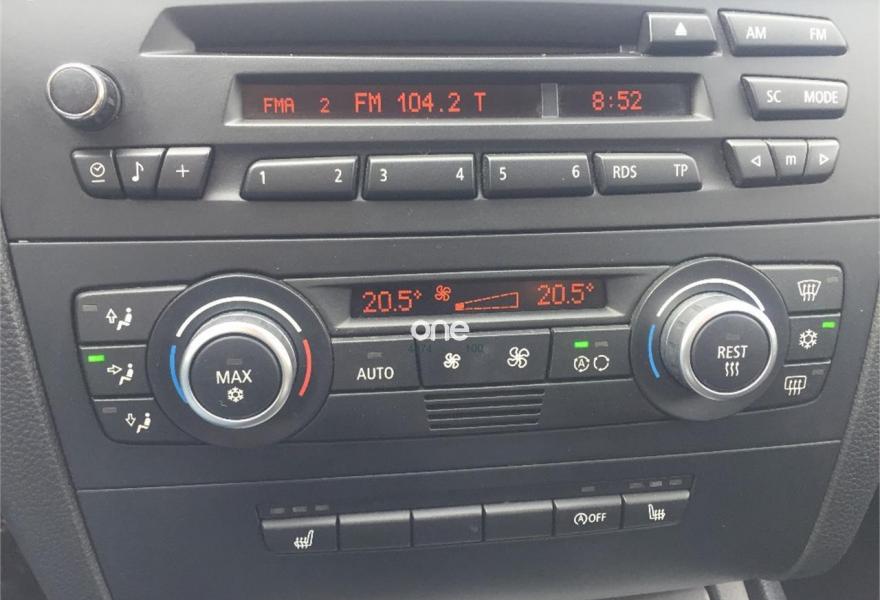 AM FM
FMA 2 FM 104.2 T 8:52
SC MODE
1 2 3 4 5 6 RDS TP m
20.5° 20.5°
one
MAX AUTO A REST
A OFF